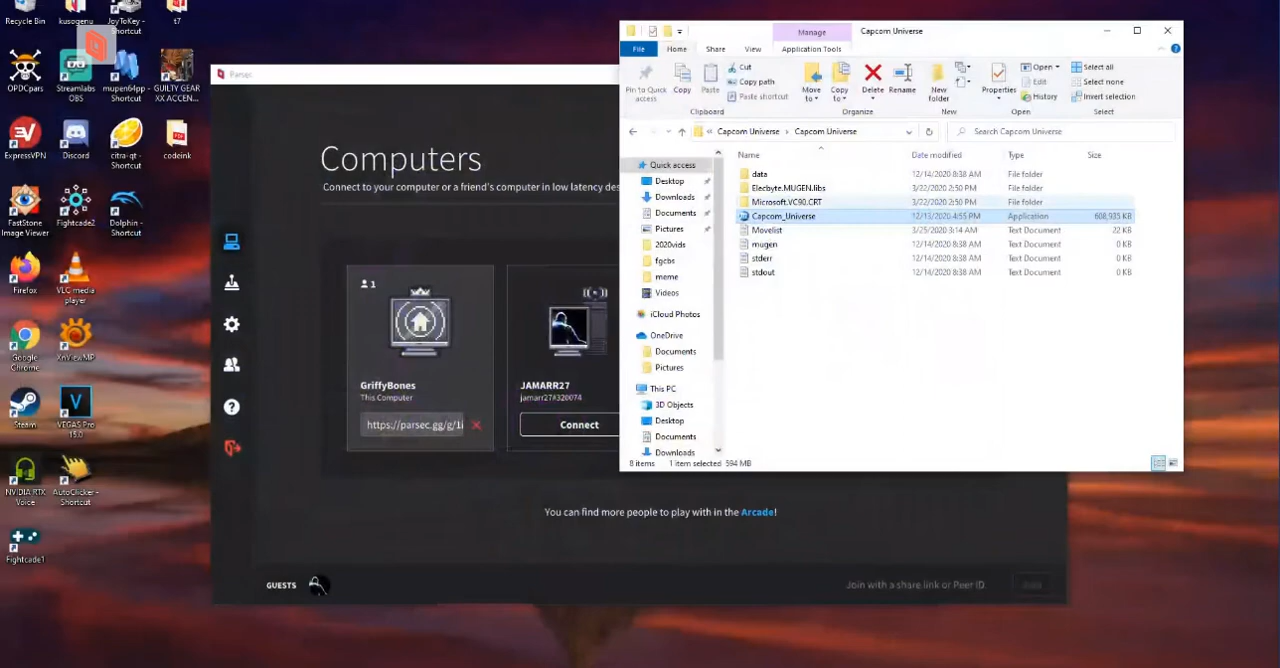 Recycle Bin
kusogenu
JoyToKey -
Shortcut
t7
OPDCpars
Streamlabs
OBS
mupen64pp -
Shortcut
GUILTY GEAR
XX ACCEN...
ExpressVPN
Discord
citra-qt -
Shortcut
codeink
FastStone
Image Viewer
Fightcade2
Dolphin -
Shortcut
Firefox
VLC media
player
Google
Chrome
XnViewMP
Steam
VEGAS Pro
15.0
NVIDIA RTX
Voice
AutoClicker -
Shortcut
Fightcade1
Parsec
Computers
Connect to your computer or a friend's computer in low latency des
1
GriffyBones
This Computer
https://parsec.gg/g/1
JAMARR27
jamarr27#320074
Connect
You can find more people to play with in the Arcade!
GUESTS
Join with a share link or Peer ID
Manage
Capcom Universe
File
Home
Share
View
Application Tools
Pin to Quick
access
Copy
Paste
Cut
Copy path
Paste shortcut
Clipboard
Move
to
Copy
to
Delete
Rename
Organize
New
folder
New
Properties
Open
Edit
History
Open
Select all
Select none
Invert selection
Select
« Capcom Universe > Capcom Universe
Search Capcom Universe
Name Date modified Type Size
data 12/14/2020 8:38 AM File folder
Elecbyte.MUGEN.libs 3/22/2020 2:50 PM File folder
Microsoft.VC90.CRT 3/22/2020 2:50 PM File folder
Capcom_Universe 12/13/2020 4:55 PM Application 608,935 KB
Movelist 3/25/2020 3:14 AM Text Document 22 KB
mugen 12/14/2020 8:38 AM Text Document 0 KB
stderr 12/14/2020 8:38 AM Text Document 0 KB
stdout 12/14/2020 8:38 AM Text Document 0 KB
Quick access
Desktop
Downloads
Documents
Pictures
2020vids
fgcbs
meme
Videos
iCloud Photos
OneDrive
Documents
Pictures
This PC
3D Objects
Desktop
Documents
Downloads
8 items 1 item selected 594 MB